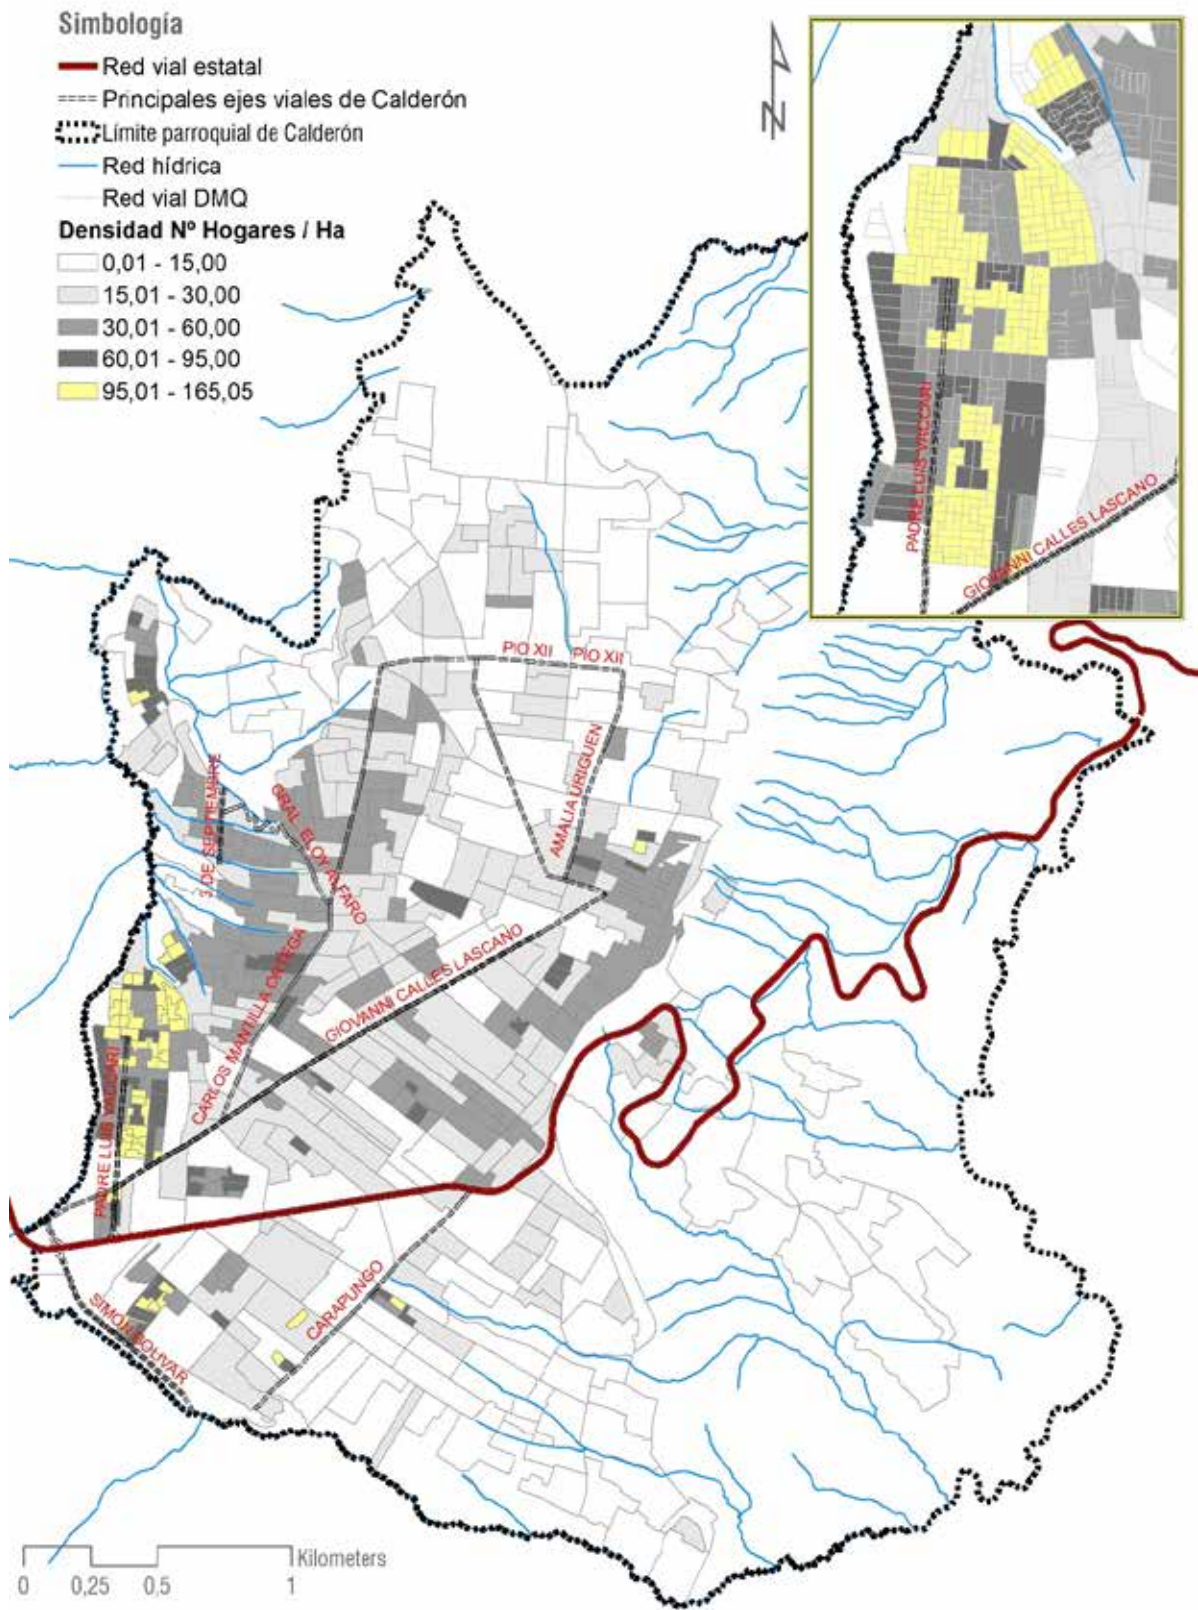 Simbología
Red vial estatal
Principales ejes viales de Calderón
Límite parroquial de Calderón
Red hídrica
Red vial DMQ
Densidad Nº Hogares / Ha
0,01 - 15,00
15,01 - 30,00
30,01 - 60,00
60,01 - 95,00
95,01 - 165,05
N
PADRE LUIS VACCARI
GIOVANNI CALLES LASCANO
PIO XII PIO XII
AMALIA URIGUEN
3 DE SEPTIEMBRE
GRAL ELOY ALFARO
CARLOS MANTILLA ORTEGA
GIOVANNI CALLES LASCANO
PADRE LUIS VACCARI
SIMON BOLIVAR
CARAPUNGO
Kilometers
0 0,25 0,5 1